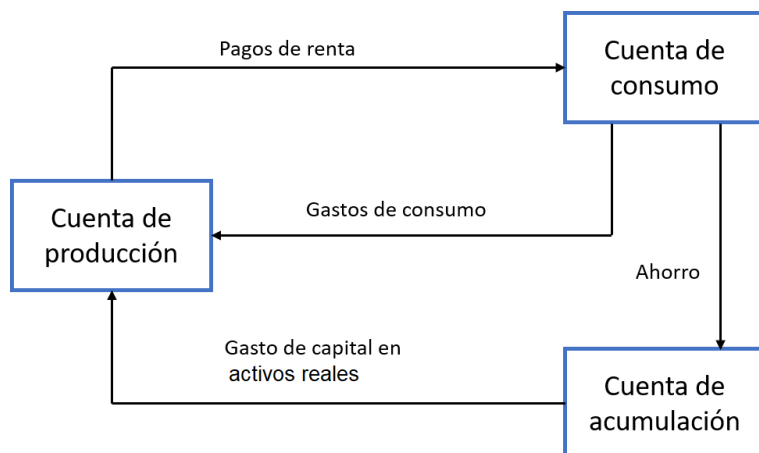 Pagos de renta
Cuenta de
consumo
Cuenta de
producción
Gastos de consumo
Ahorro
Gasto de capital en
activos reales
Cuenta de
acumulación